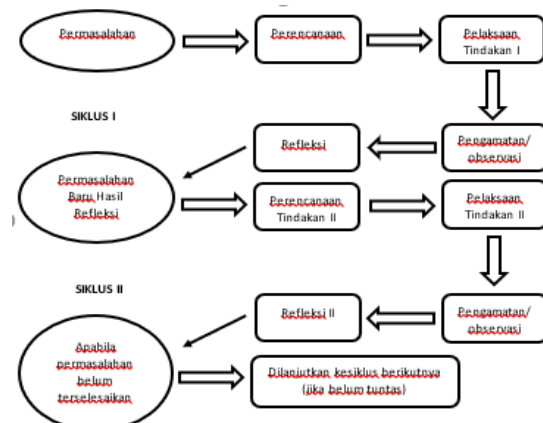 Permasalahan
Perencanaan
Pelaksaan
Tindakan I
SIKLUS I
Refleksi
Pengamatan/
observasi
Permasalahan
Baru Hasil
Refleksi
Perencanaan
Tindakan II
Pelaksaan
Tindakan II
SIKLUS II
Refleksi II
Pengamatan/
observasi
Apabila
permasalahan
belum
terselesaikan
Dilanjutkan kesiklus berikutnya
(jika belum tuntas)